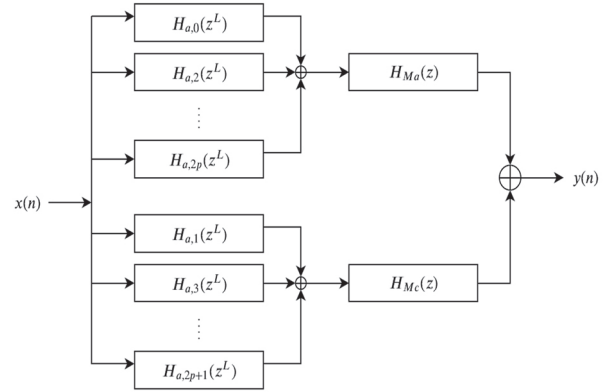 H_{a,0}(z^L)
H_{a,2}(z^L) H_{Ma}(z)
⋮
H_{a,2p}(z^L) y(n)
x(n)
H_{a,1}(z^L)
H_{a,3}(z^L) H_{Mc}(z)
⋮
H_{a,2p+1}(z^L)